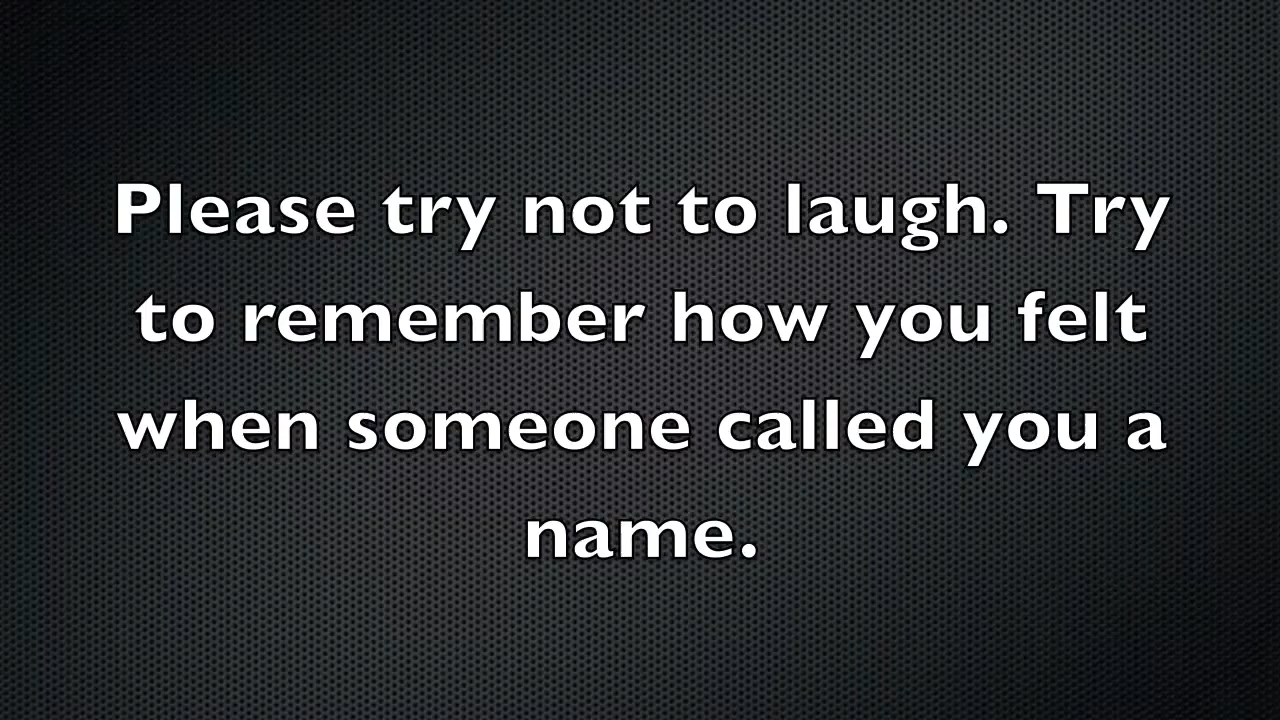 Please try not to laugh. Try
to remember how you felt
when someone called you a
name.